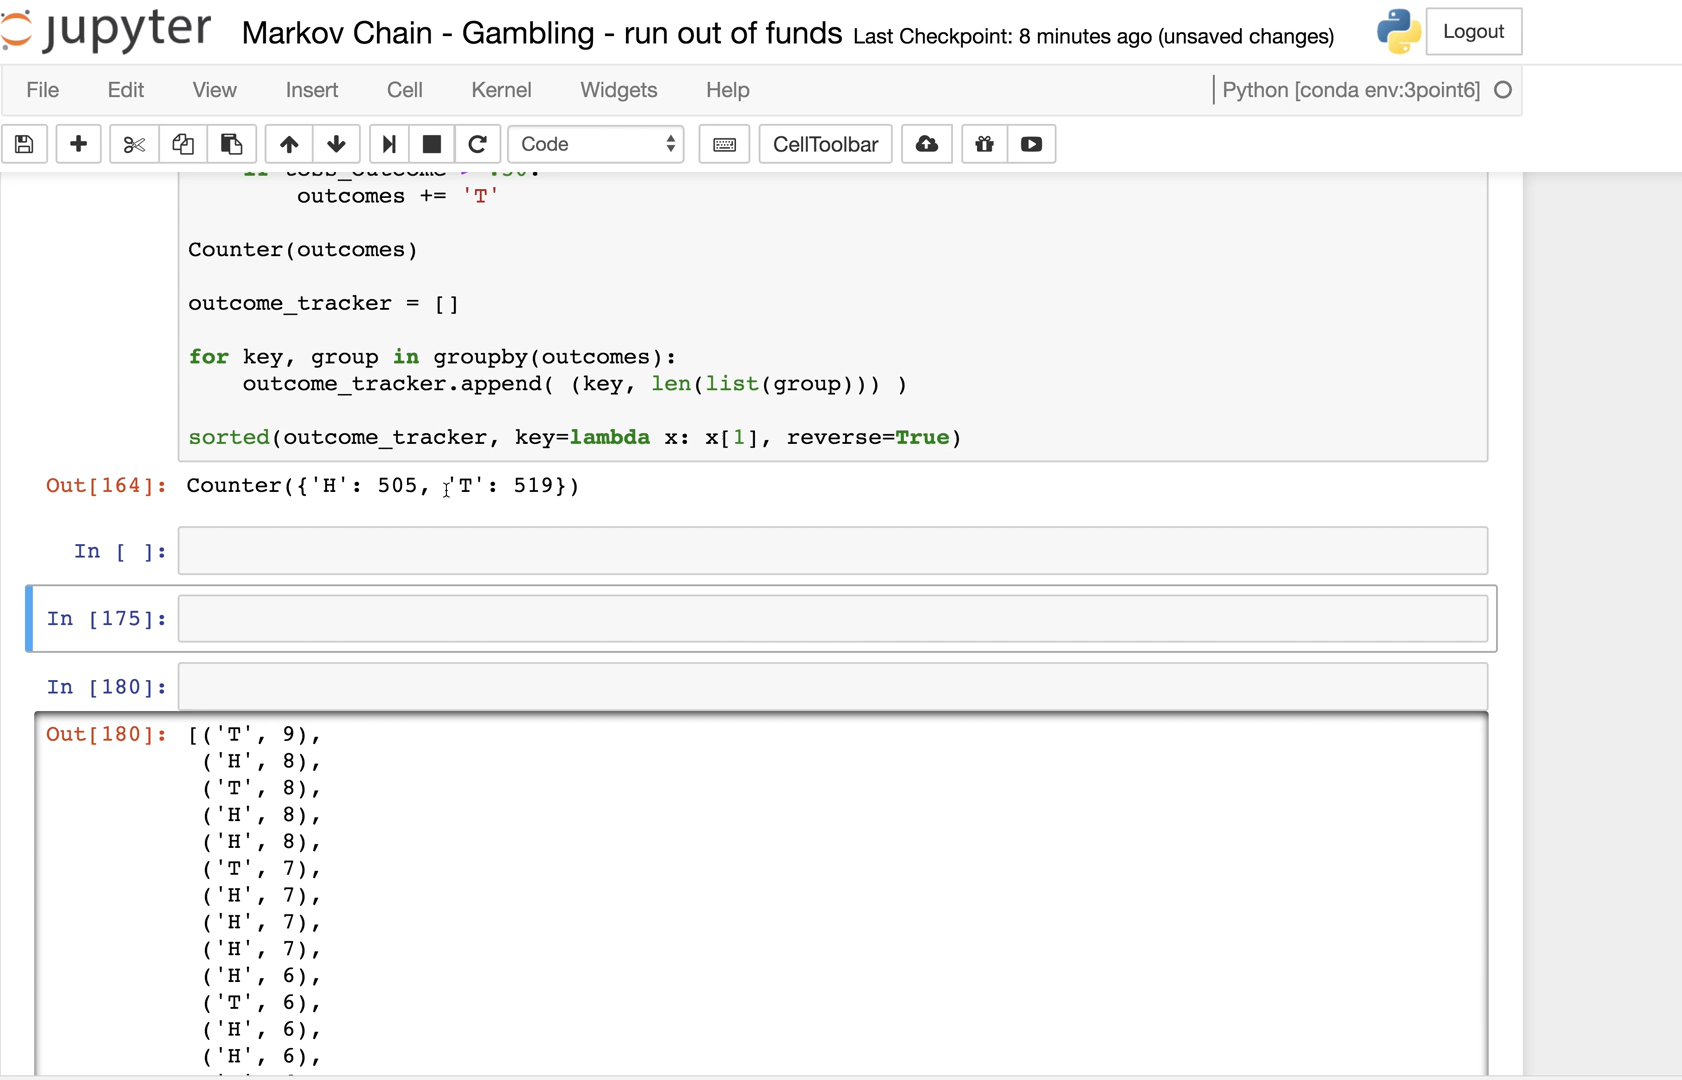 jupyter Markov Chain - Gambling - run out of funds Last Checkpoint: 8 minutes ago (unsaved changes) Logout
File Edit View Insert Cell Kernel Widgets Help Python [conda env:3point6]
Code CellToolbar
if toss_outcome > .50:
outcomes += 'T'
Counter(outcomes)
outcome_tracker = []
for key, group in groupby(outcomes):
outcome_tracker.append( (key, len(list(group))) )
sorted(outcome_tracker, key=lambda x: x[1], reverse=True)
Out[164]: Counter({'H': 505, 'T': 519})
In [ ]:
In [175]:
In [180]:
Out[180]: [('T', 9),
('H', 8),
('T', 8),
('H', 8),
('H', 8),
('T', 7),
('H', 7),
('H', 7),
('H', 7),
('H', 6),
('T', 6),
('H', 6),
('H', 6),